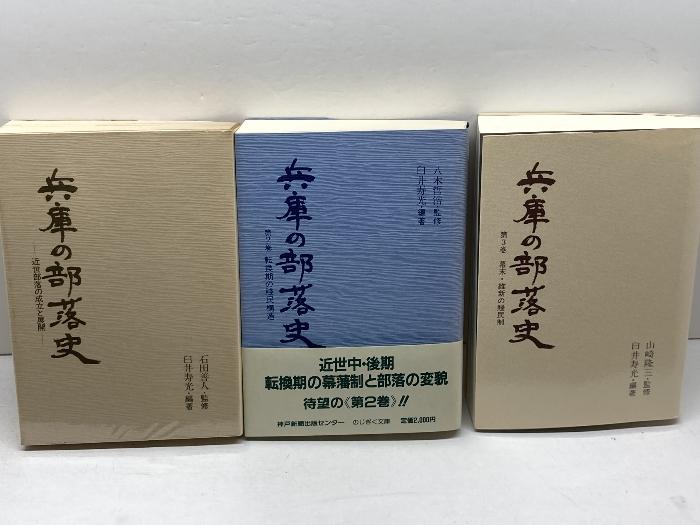 兵庫の部落史
―近世部落の成立と展開―
石田善人・監修
臼井寿光・編著
兵庫の部落史
第2巻 転換期の賤民構造
八木哲浩・監修
臼井寿光・編著
近世中・後期
転換期の幕藩制と部落の変貌
待望の《第2巻》!!
神戸新聞出版センター のじぎく文庫 定価2,000円
兵庫の部落史
第3巻 幕末・維新の賤民制
山崎隆三・監修
臼井寿光・編著